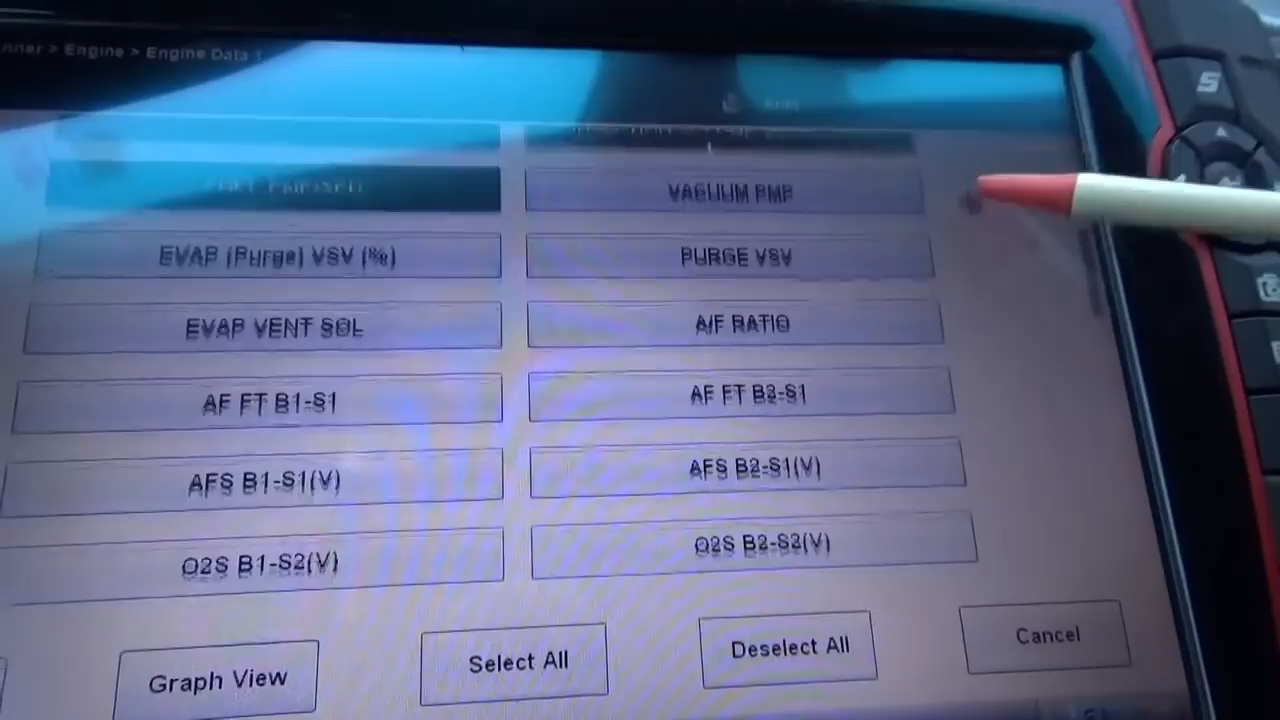 > Engine > Engine Data 1
VACUUM PMP
EVAP (Purge) VSV (%)
PURGE VSV
EVAP VENT SOL
A/F RATIO
AF FT B1-S1
AF FT B2-S1
AFS B1-S1(V)
AFS B2-S1(V)
O2S B1-S2(V)
O2S B2-S2(V)
Graph View
Select All
Deselect All
Cancel
S